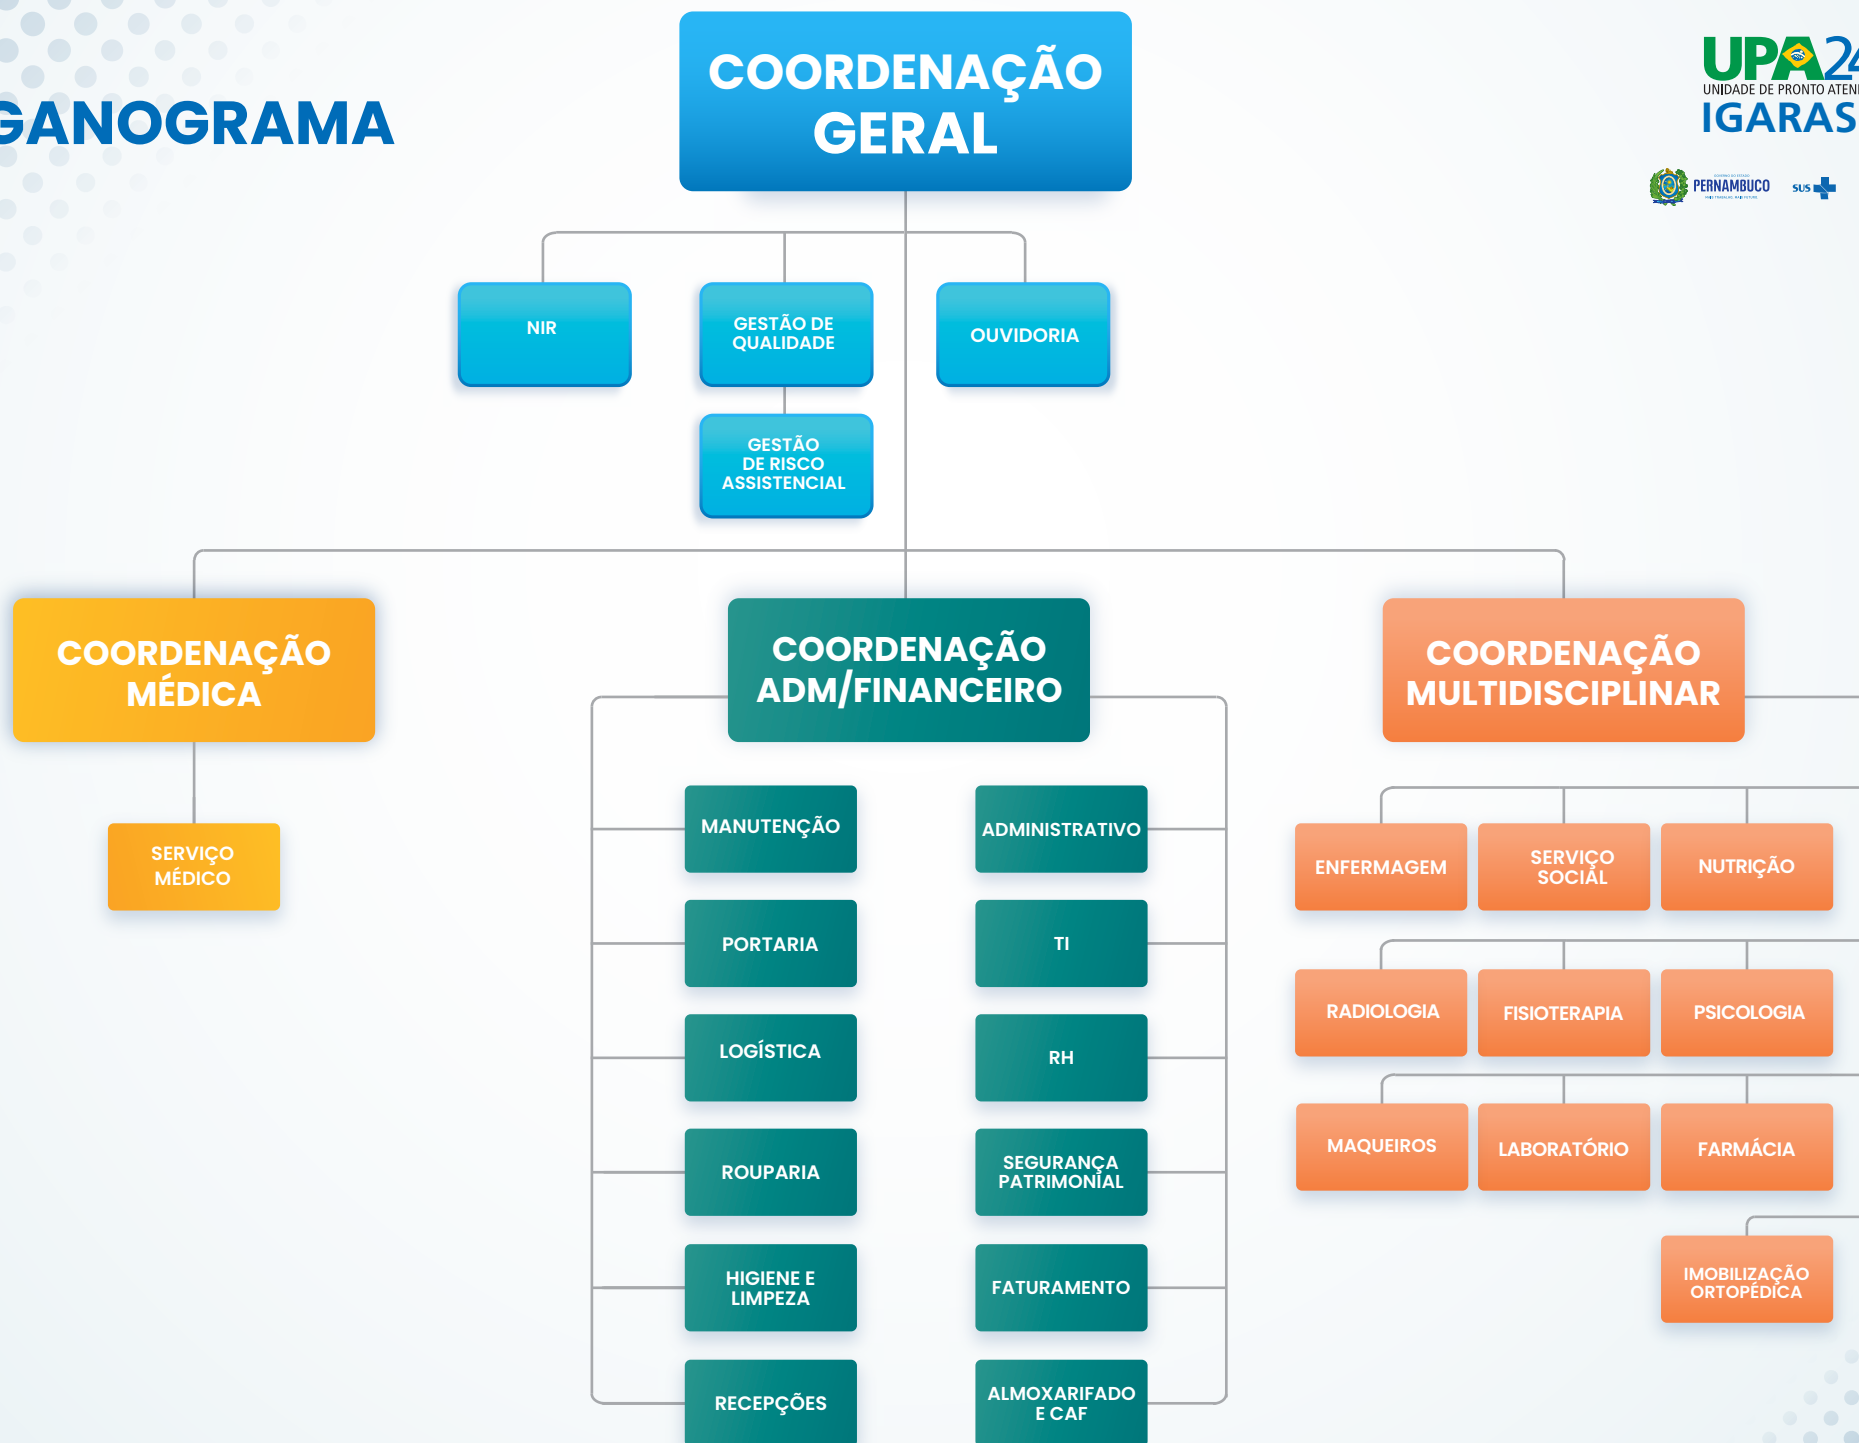 GANOGRAMA
COORDENAÇÃO
GERAL
UPA24
UNIDADE DE PRONTO ATEN
IGARAS
PERNAMBUCO
SUS
NIR
GESTÃO DE
QUALIDADE
OUVIDORIA
GESTÃO
DE RISCO
ASSISTENCIAL
COORDENAÇÃO
MÉDICA
SERVIÇO
MÉDICO
COORDENAÇÃO
ADM/FINANCEIRO
MANUTENÇÃO
ADMINISTRATIVO
PORTARIA
TI
LOGÍSTICA
RH
ROUPARIA
SEGURANÇA
PATRIMONIAL
HIGIENE E
LIMPEZA
FATURAMENTO
RECEPÇÕES
ALMOXARIFADO
E CAF
COORDENAÇÃO
MULTIDISCIPLINAR
ENFERMAGEM
SERVIÇO
SOCIAL
NUTRIÇÃO
RADIOLOGIA
FISIOTERAPIA
PSICOLOGIA
MAQUEIROS
LABORATÓRIO
FARMÁCIA
IMOBILIZAÇÃO
ORTOPÉDICA